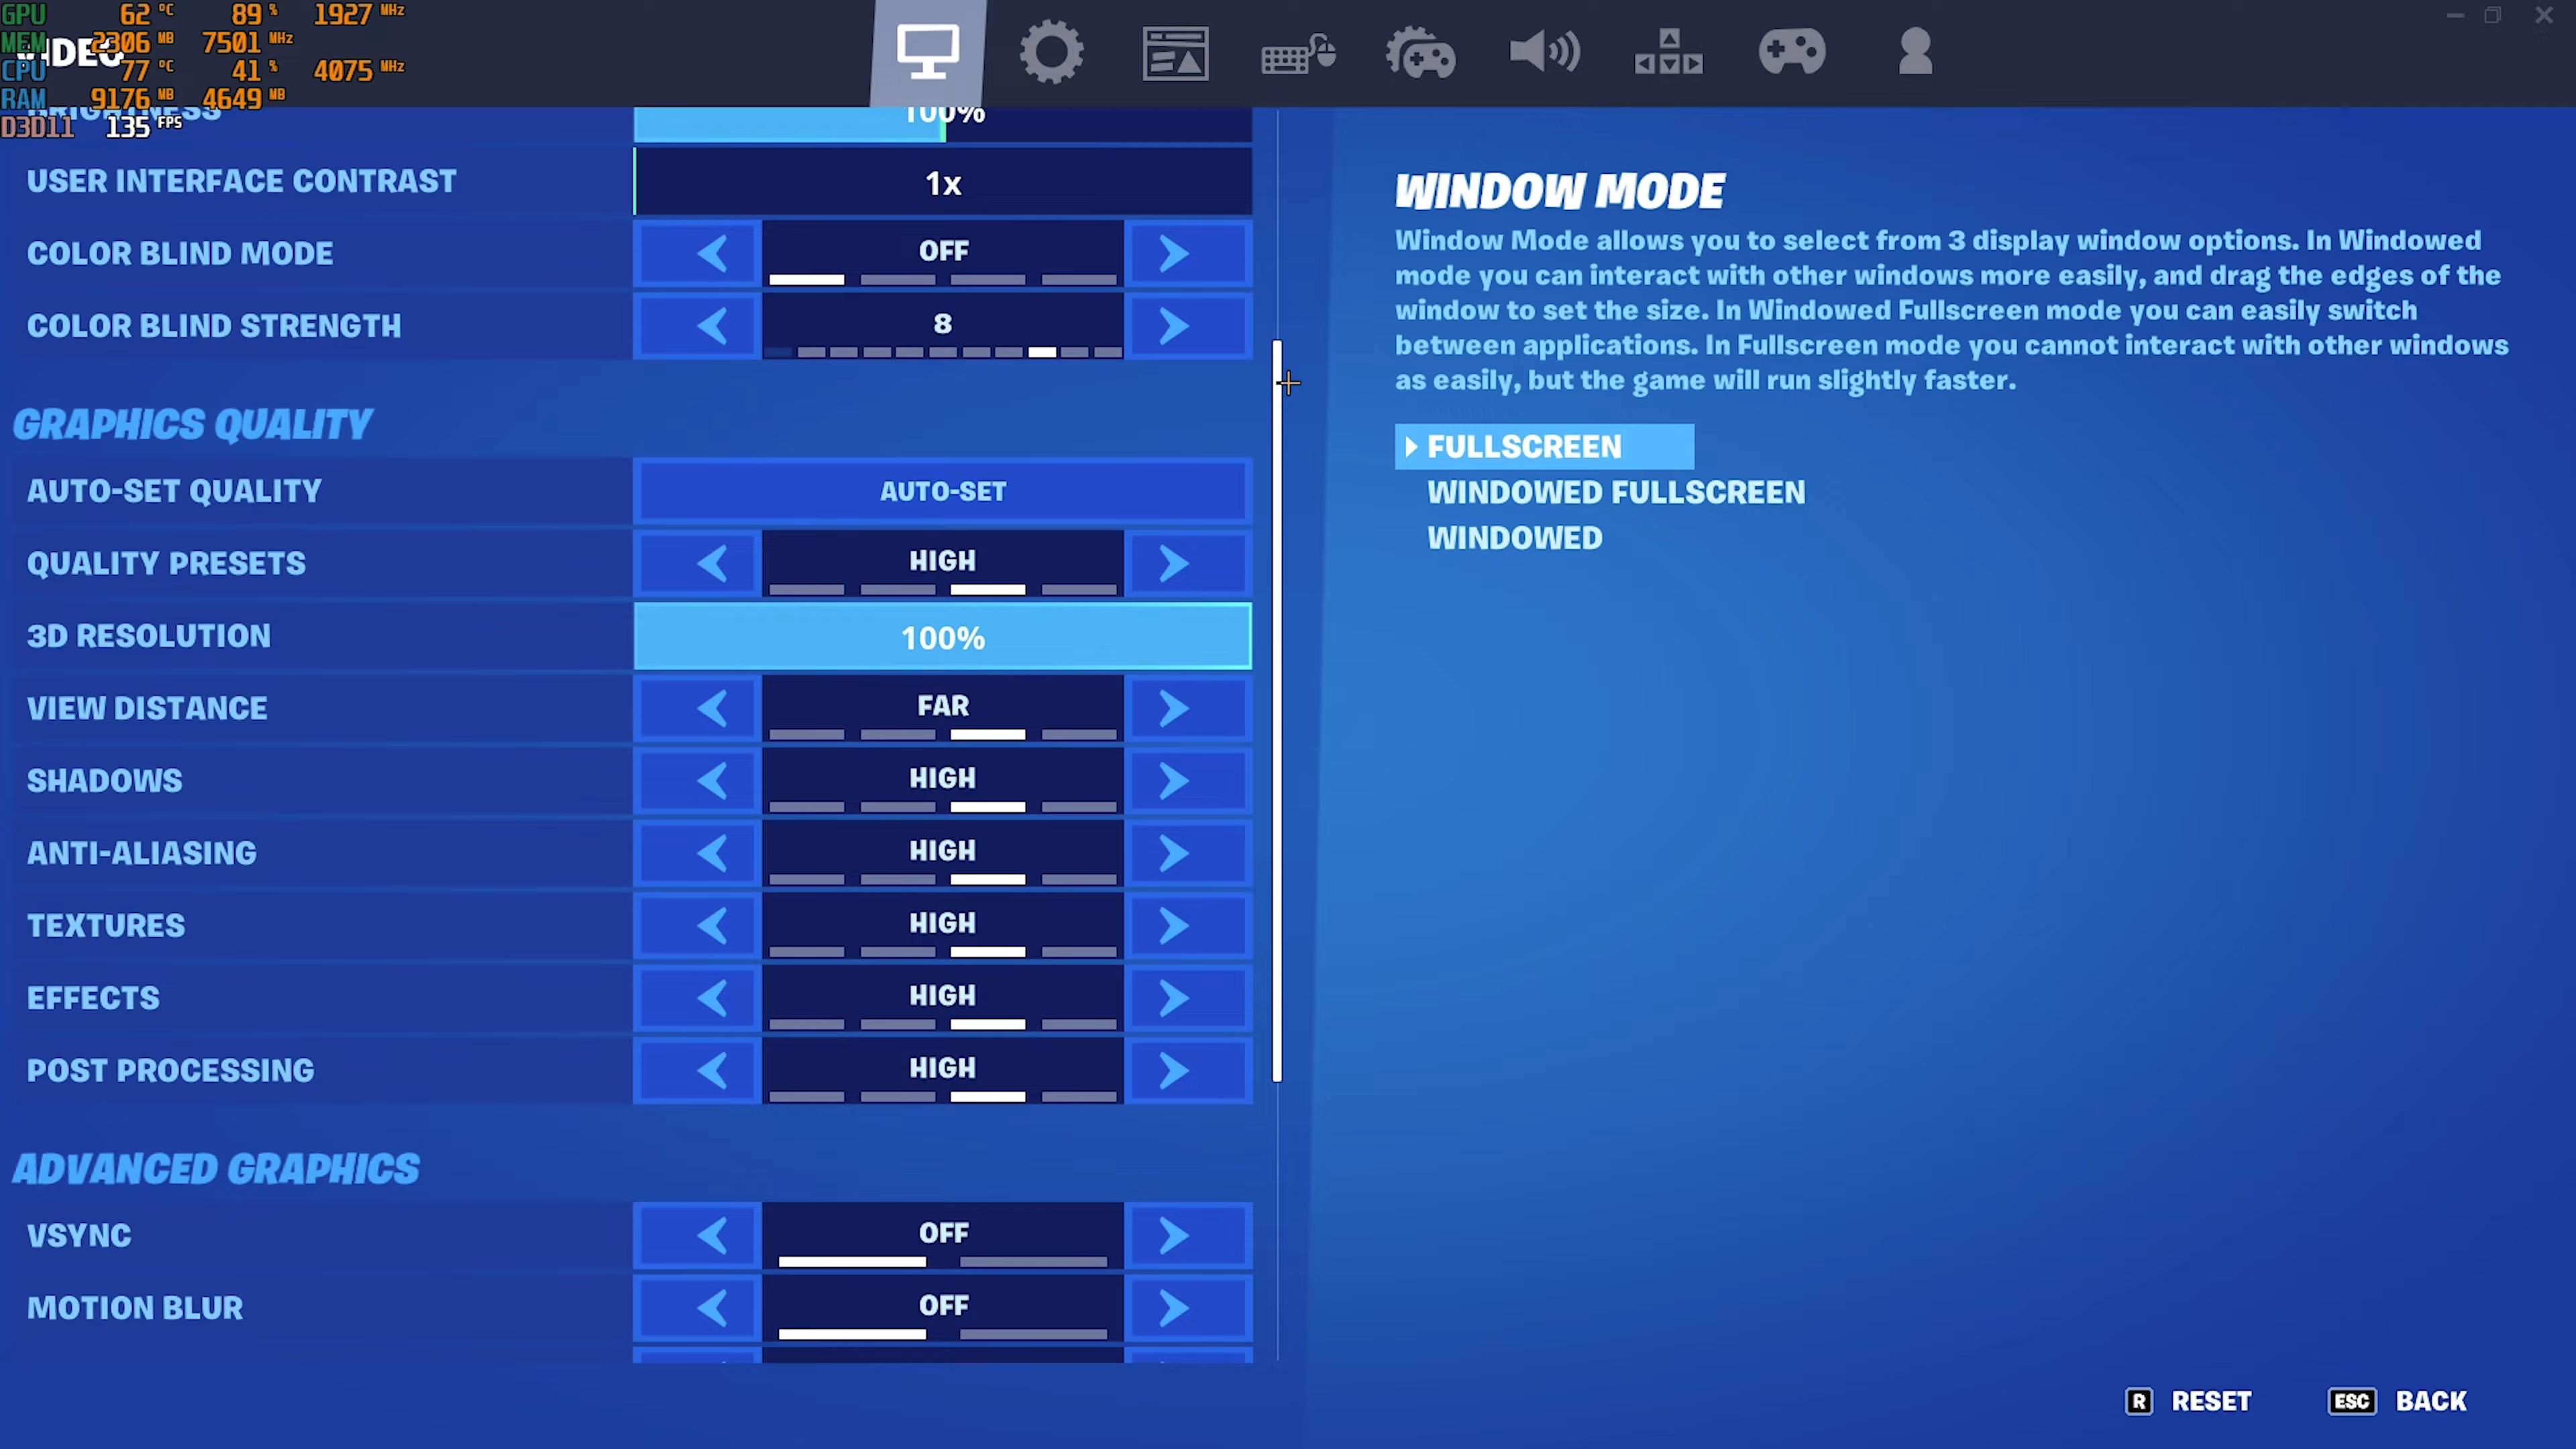 GPU 62 °C 89 % 1927 MHz
MEM 2306 MB 7501 MHz
VIDEO
CPU 77 °C 41 % 4075 MHz
RAM 9176 MB 4649 MB
BRIGHTNESS 100%
D3D11 135 FPS
USER INTERFACE CONTRAST 1x
COLOR BLIND MODE OFF
COLOR BLIND STRENGTH 8
GRAPHICS QUALITY
AUTO-SET QUALITY AUTO-SET
QUALITY PRESETS HIGH
3D RESOLUTION 100%
VIEW DISTANCE FAR
SHADOWS HIGH
ANTI-ALIASING HIGH
TEXTURES HIGH
EFFECTS HIGH
POST PROCESSING HIGH
ADVANCED GRAPHICS
VSYNC OFF
MOTION BLUR OFF
WINDOW MODE
Window Mode allows you to select from 3 display window options. In Windowed
mode you can interact with other windows more easily, and drag the edges of the
window to set the size. In Windowed Fullscreen mode you can easily switch
between applications. In Fullscreen mode you cannot interact with other windows
as easily, but the game will run slightly faster.
FULLSCREEN
WINDOWED FULLSCREEN
WINDOWED
R RESET ESC BACK